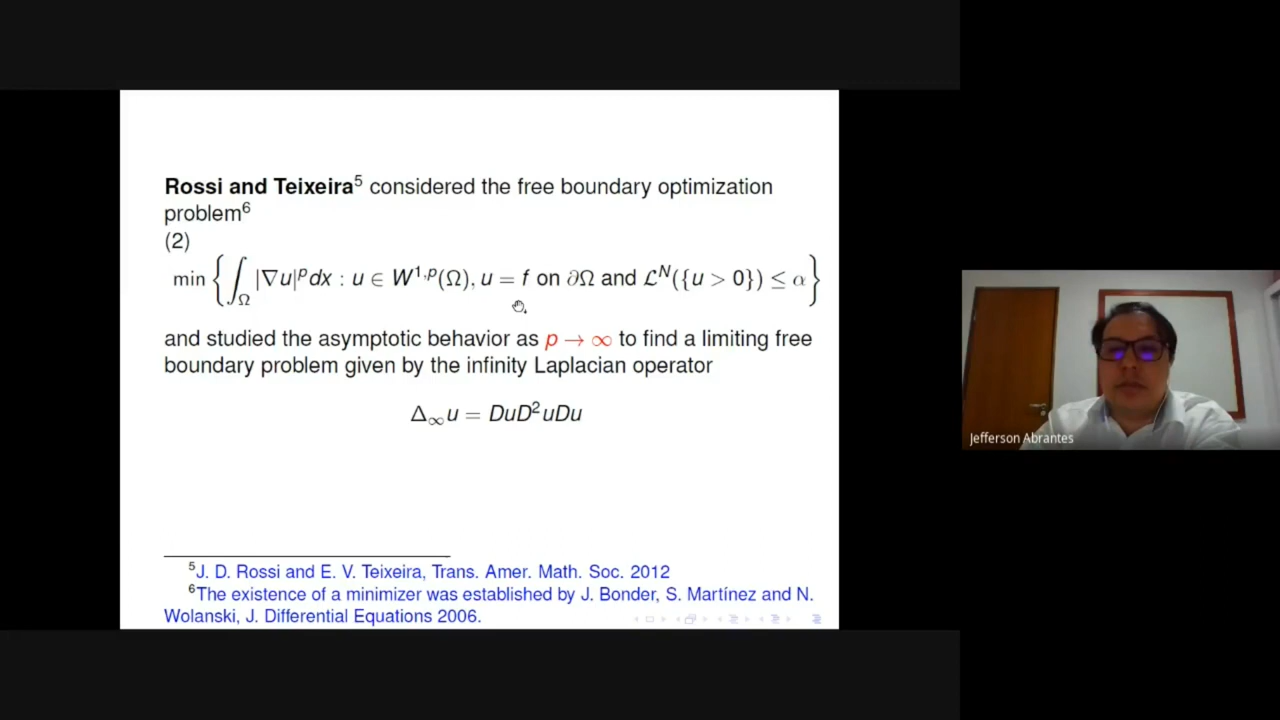 Rossi and Teixeira⁵ considered the free boundary optimization
problem⁶
(2)
min { ∫_Ω |∇u|ᵖ dx : u ∈ W^{1,p}(Ω), u = f on ∂Ω and ℒᴺ({u > 0}) ≤ α }
and studied the asymptotic behavior as p → ∞ to find a limiting free
boundary problem given by the infinity Laplacian operator
Δ_∞u = DuD²uDu
⁵J. D. Rossi and E. V. Teixeira, Trans. Amer. Math. Soc. 2012
⁶The existence of a minimizer was established by J. Bonder, S. Martínez and N.
Wolanski, J. Differential Equations 2006.
Jefferson Abrantes